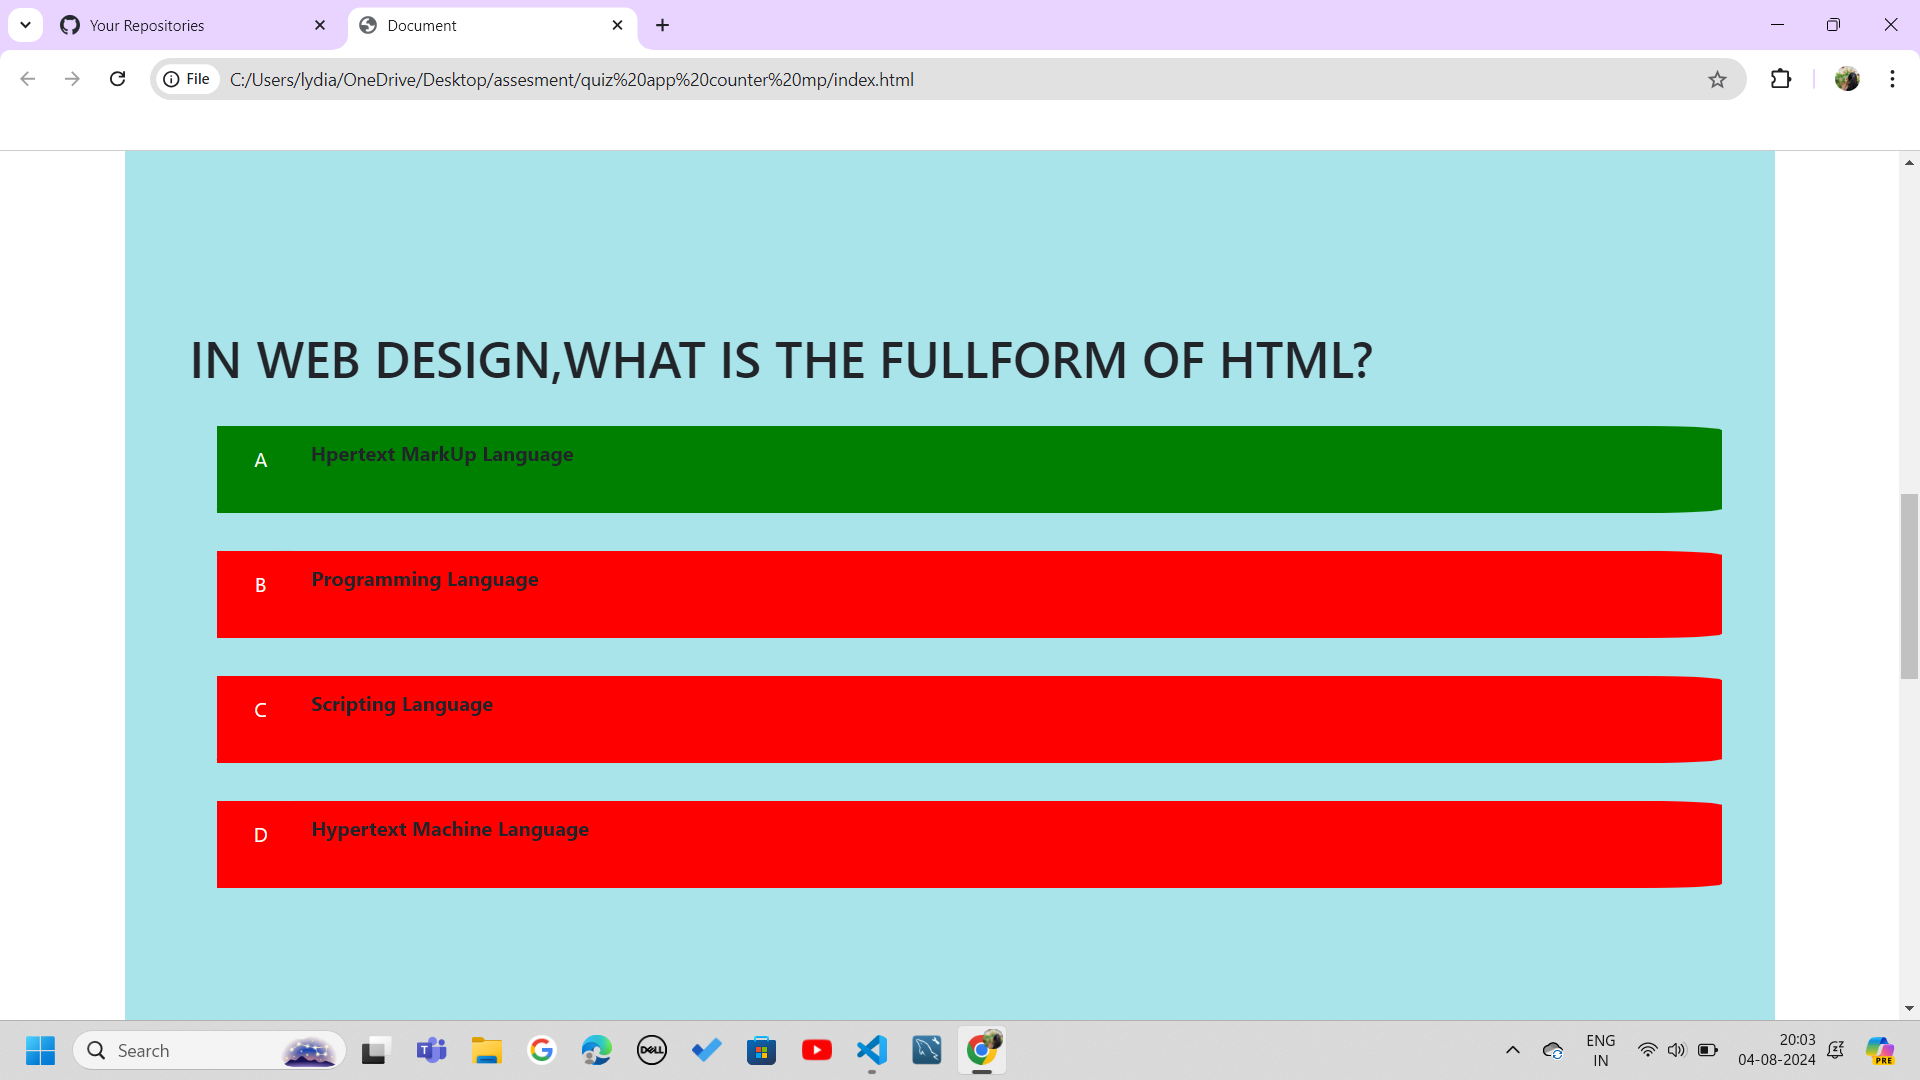 Your Repositories
Document
File
C:/Users/lydia/OneDrive/Desktop/assesment/quiz%20app%20counter%20mp/index.html
IN WEB DESIGN,WHAT IS THE FULLFORM OF HTML?
A Hpertext MarkUp Language
B Programming Language
C Scripting Language
D Hypertext Machine Language
Search
DELL
ENG
IN
20:03
04-08-2024
PRE